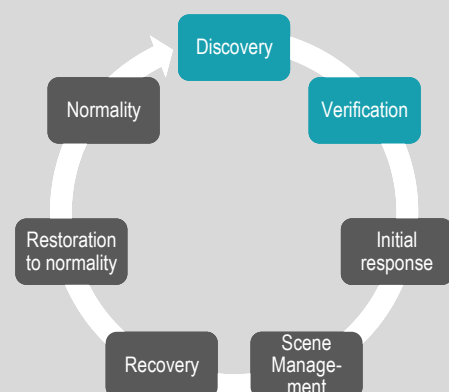 Discovery
Verification
Initial
response
Scene
Manage-
ment
Recovery
Restoration
to normality
Normality